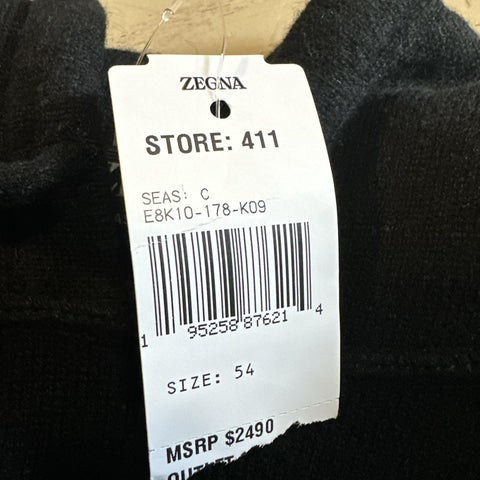 ZEGNA
STORE: 411
SEAS: C
E8K10-178-K09
1 95258 87621 4
SIZE: 54
MSRP $2490